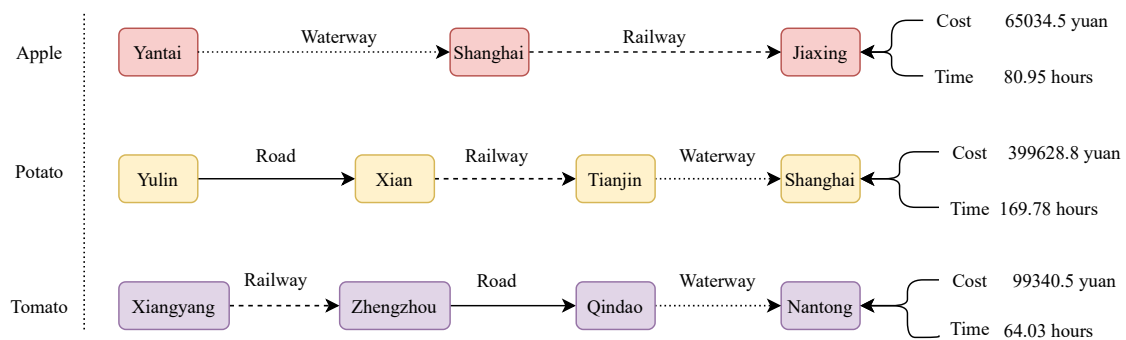 Apple
Yantai
Waterway
Shanghai
Railway
Jiaxing
Cost 65034.5 yuan
Time 80.95 hours
Potato
Yulin
Road
Xian
Railway
Tianjin
Waterway
Shanghai
Cost 399628.8 yuan
Time 169.78 hours
Tomato
Xiangyang
Railway
Zhengzhou
Road
Qindao
Waterway
Nantong
Cost 99340.5 yuan
Time 64.03 hours